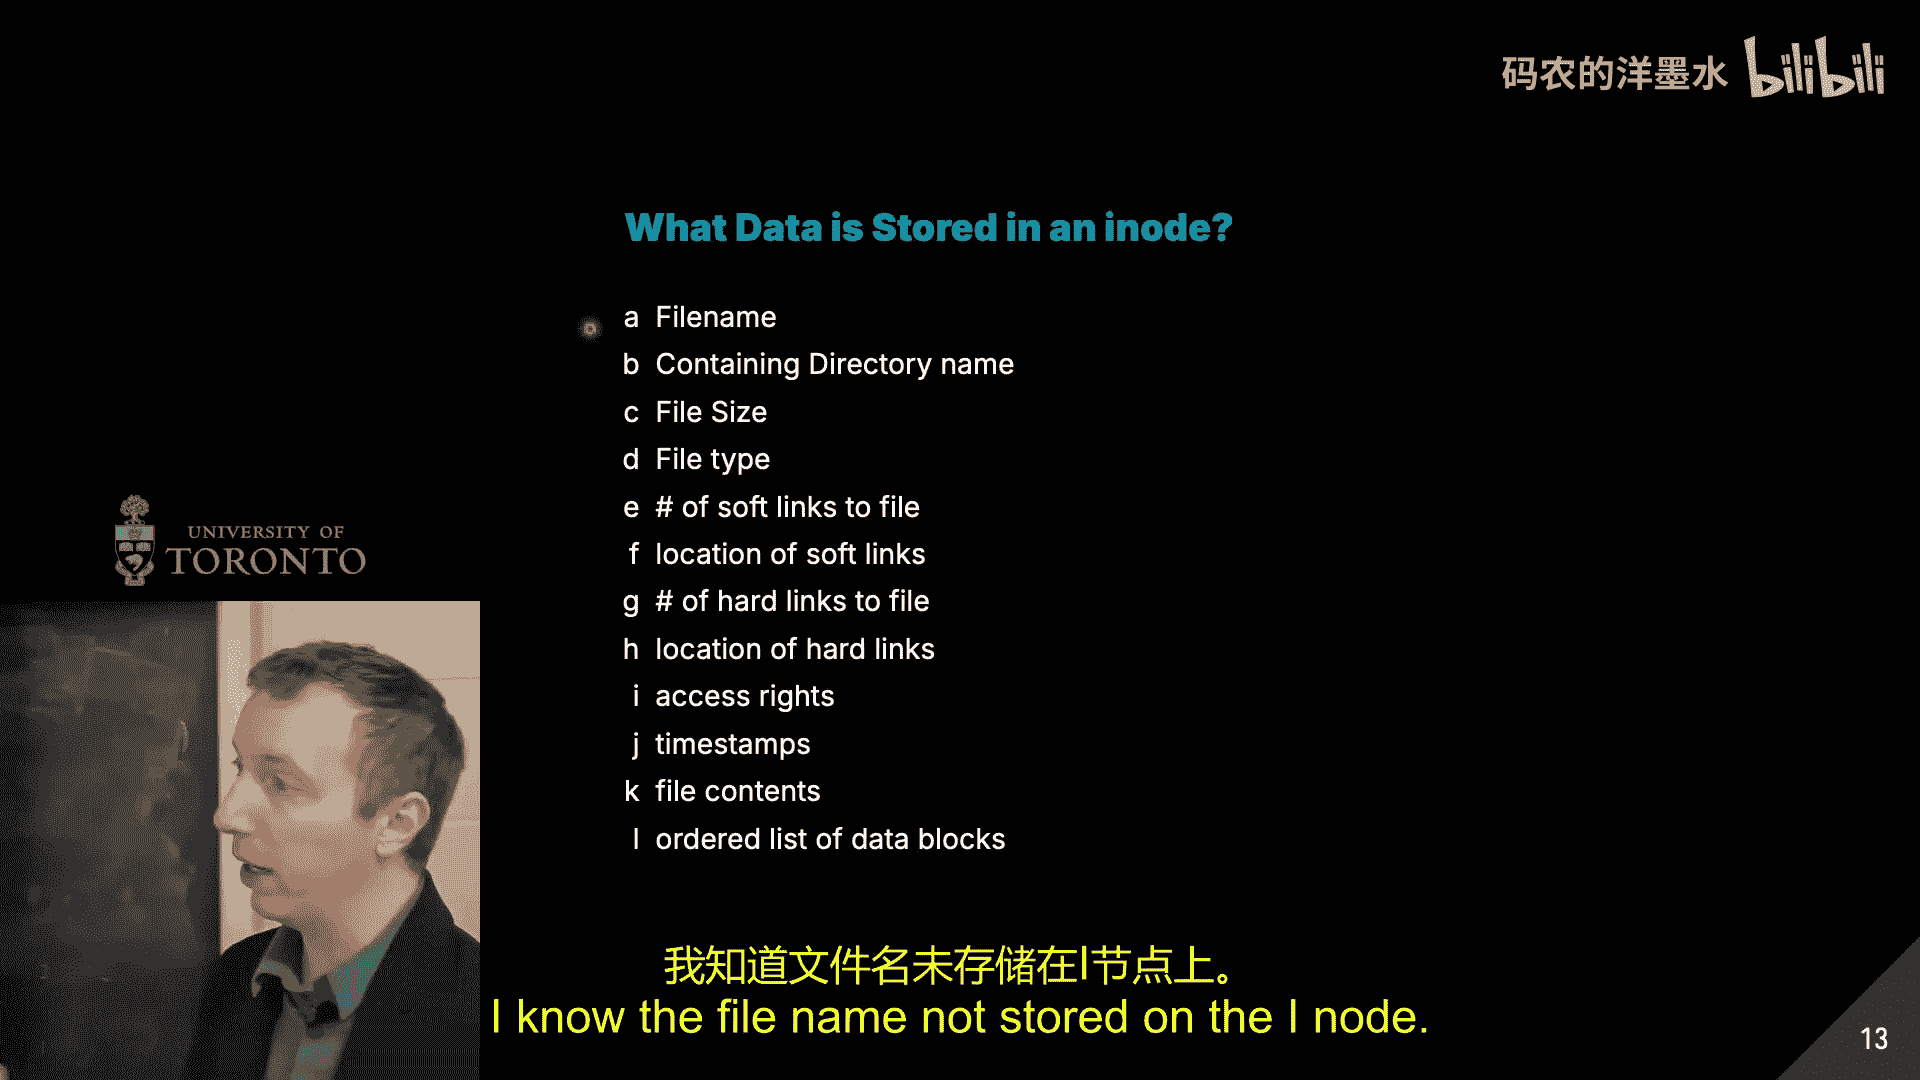 码农的洋墨水 bilibili
What Data is Stored in an inode?
a Filename
b Containing Directory name
c File Size
d File type
e # of soft links to file
f location of soft links
g # of hard links to file
h location of hard links
i access rights
j timestamps
k file contents
l ordered list of data blocks
UNIVERSITY OF
TORONTO
我知道文件名未存储在I节点上。
I know the file name not stored on the I node.
13